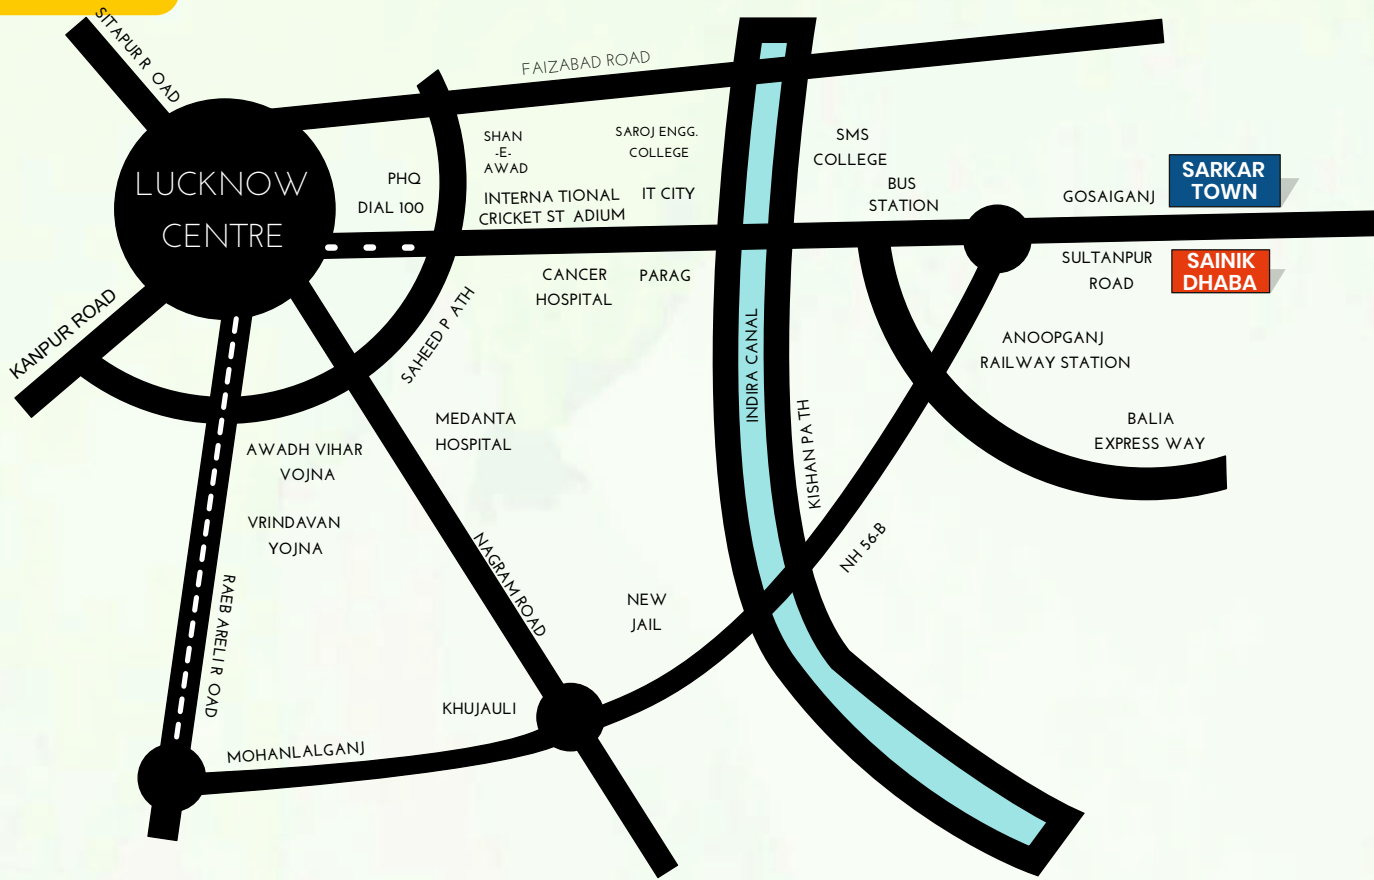 SITAPUR R OAD
FAIZABAD ROAD
LUCKNOW
CENTRE
PHQ
DIAL 100
SHAN
-E-
AWAD
SAROJ ENGG.
COLLEGE
INTERNA TIONAL
CRICKET ST ADIUM
IT CITY
SMS
COLLEGE
BUS
STATION
GOSAIGANJ
SARKAR
TOWN
SULTANPUR
ROAD
SAINIK
DHABA
CANCER
HOSPITAL
PARAG
KANPUR ROAD
SAHEED P ATH
INDIRA CANAL
ANOOPGANJ
RAILWAY STATION
KISHAN PA TH
BALIA
EXPRESS WAY
MEDANTA
HOSPITAL
AWADH VIHAR
VOJNA
VRINDAVAN
YOJNA
NH 56-B
NAGRAM ROAD
RAEB ARELI R OAD
NEW
JAIL
KHUJAULI
MOHANLALGANJ